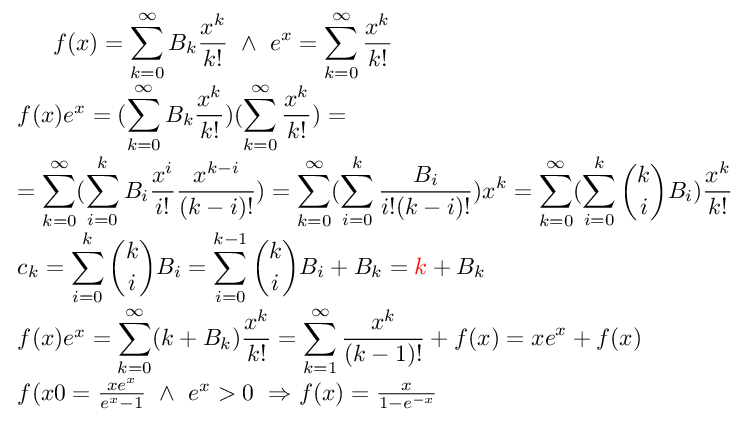 f(x) = \sum_{k=0}^{\infty} B_k \frac{x^k}{k!} \wedge e^x = \sum_{k=0}^{\infty} \frac{x^k}{k!}
f(x)e^x = (\sum_{k=0}^{\infty} B_k \frac{x^k}{k!})(\sum_{k=0}^{\infty} \frac{x^k}{k!}) =
= \sum_{k=0}^{\infty} (\sum_{i=0}^{k} B_i \frac{x^i}{i!} \frac{x^{k-i}}{(k-i)!}) = \sum_{k=0}^{\infty} (\sum_{i=0}^{k} \frac{B_i}{i!(k-i)!}) x^k = \sum_{k=0}^{\infty} (\sum_{i=0}^{k} \binom{k}{i} B_i) \frac{x^k}{k!}
c_k = \sum_{i=0}^{k} \binom{k}{i} B_i = \sum_{i=0}^{k-1} \binom{k}{i} B_i + B_k = k + B_k
f(x)e^x = \sum_{k=0}^{\infty} (k + B_k) \frac{x^k}{k!} = \sum_{k=1}^{\infty} \frac{x^k}{(k-1)!} + f(x) = xe^x + f(x)
f(x0 = \frac{xe^x}{e^x-1} \wedge e^x > 0 \Rightarrow f(x) = \frac{x}{1-e^{-x}}